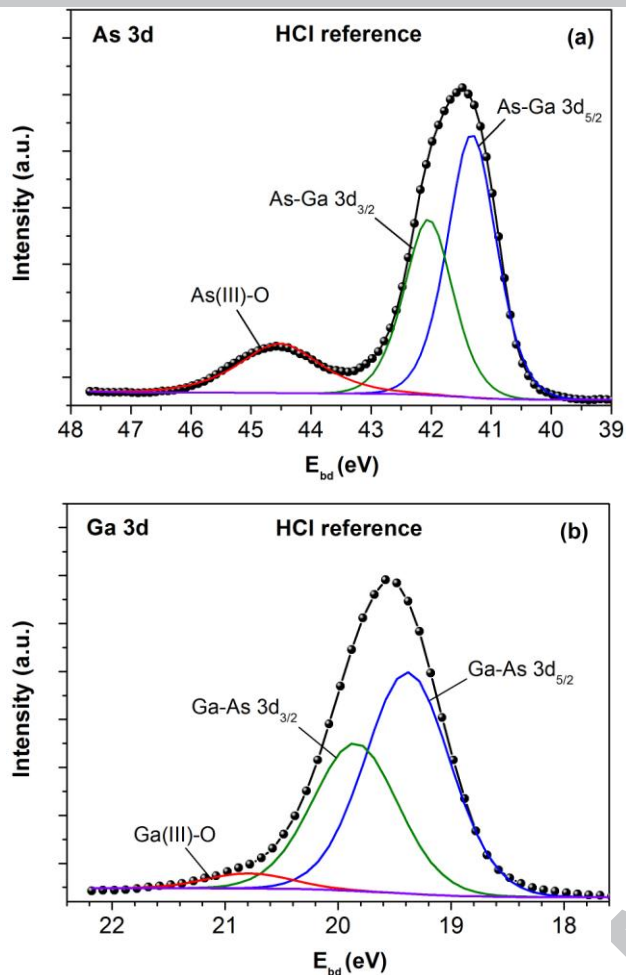 As 3d HCl reference (a)
As-Ga 3d5/2
As-Ga 3d3/2
As(III)-O
Intensity (a.u.)
48 47 46 45 44 43 42 41 40 39
Ebd (eV)
Ga 3d HCl reference (b)
Ga-As 3d5/2
Ga-As 3d3/2
Ga(III)-O
Intensity (a.u.)
22 21 20 19 18
Ebd (eV)